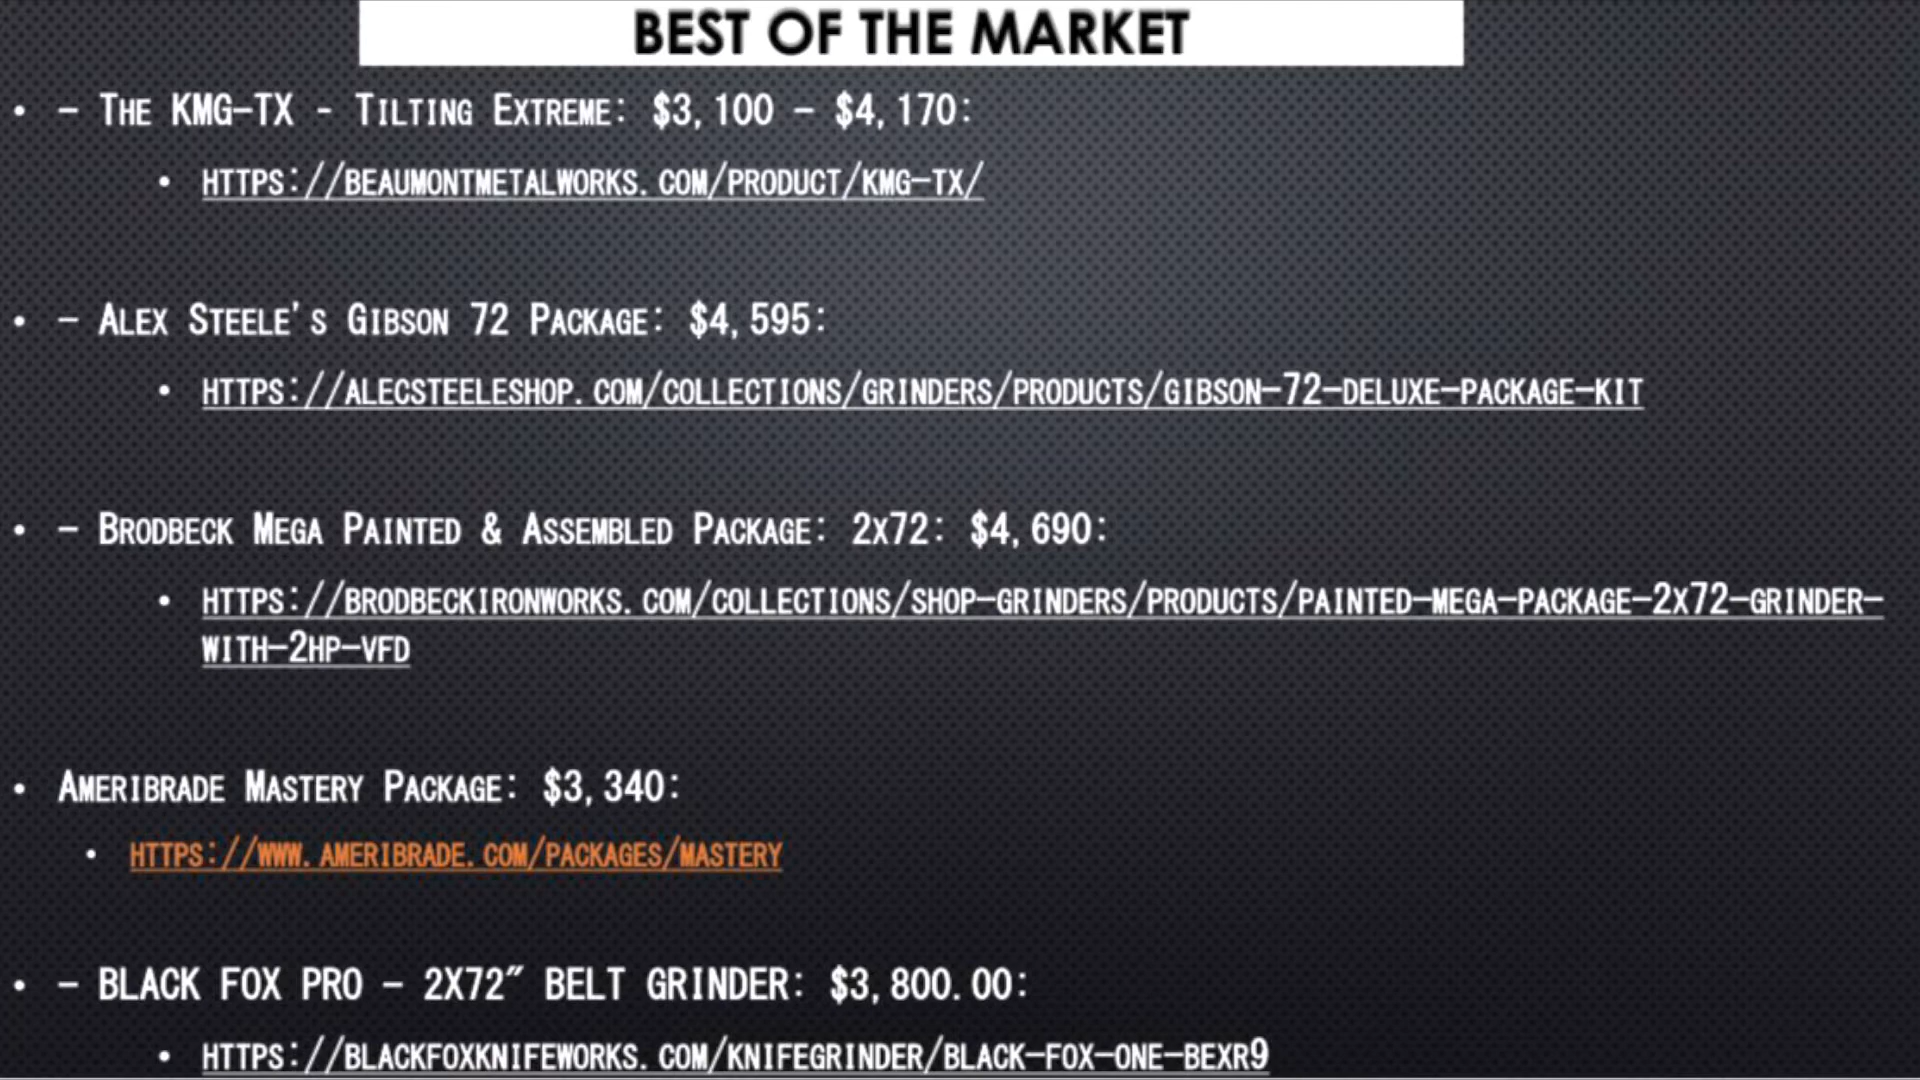 BEST OF THE MARKET
• – THE KMG-TX - TILTING EXTREME: $3,100 – $4,170:
• HTTPS://BEAUMONTMETALWORKS.COM/PRODUCT/KMG-TX/
• – ALEX STEELE'S GIBSON 72 PACKAGE: $4,595:
• HTTPS://ALECSTEELESHOP.COM/COLLECTIONS/GRINDERS/PRODUCTS/GIBSON-72-DELUXE-PACKAGE-KIT
• – BRODBECK MEGA PAINTED & ASSEMBLED PACKAGE: 2X72: $4,690:
• HTTPS://BRODBECKIRONWORKS.COM/COLLECTIONS/SHOP-GRINDERS/PRODUCTS/PAINTED-MEGA-PACKAGE-2X72-GRINDER-
WITH-2HP-VFD
• AMERIBRADE MASTERY PACKAGE: $3,340:
• HTTPS://WWW.AMERIBRADE.COM/PACKAGES/MASTERY
• – BLACK FOX PRO – 2X72″ BELT GRINDER: $3,800.00:
• HTTPS://BLACKFOXKNIFEWORKS.COM/KNIFEGRINDER/BLACK-FOX-ONE-BEXR9